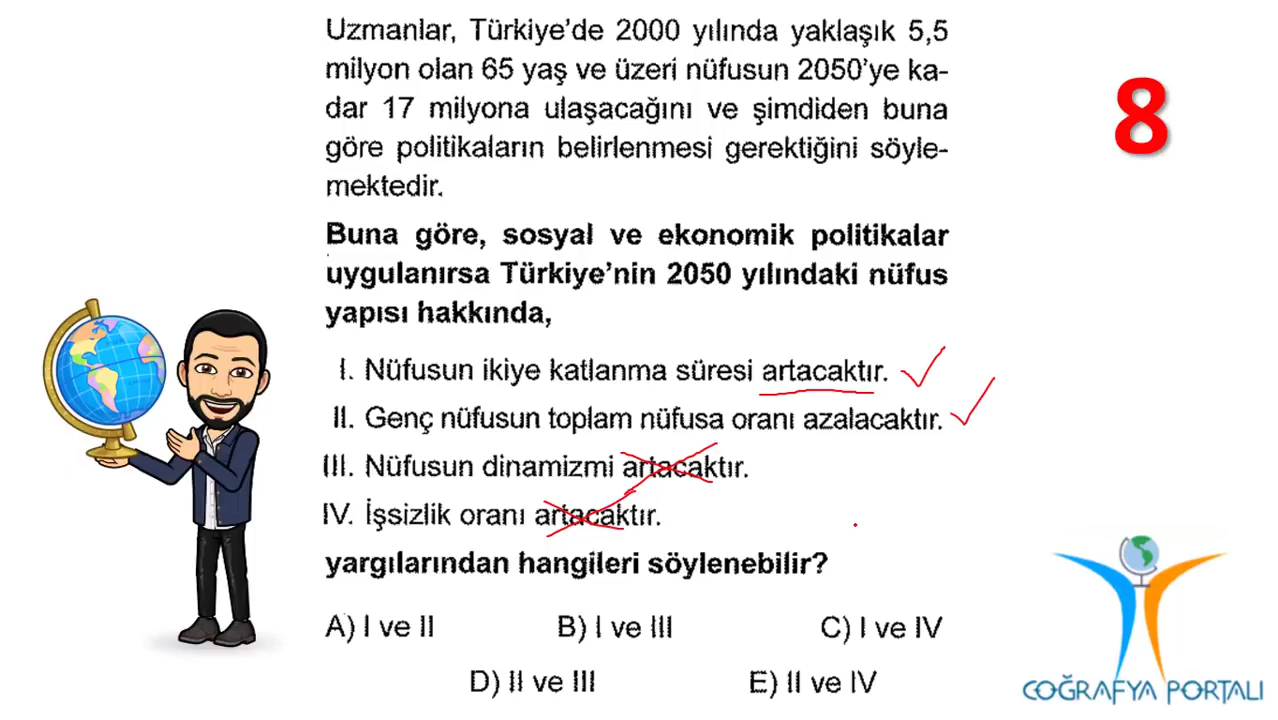 Uzmanlar, Türkiye’de 2000 yılında yaklaşık 5,5
milyon olan 65 yaş ve üzeri nüfusun 2050’ye ka-
dar 17 milyona ulaşacağını ve şimdiden buna
göre politikaların belirlenmesi gerektiğini söyle-
mektedir.
8
Buna göre, sosyal ve ekonomik politikalar
uygulanırsa Türkiye’nin 2050 yılındaki nüfus
yapısı hakkında,
I. Nüfusun ikiye katlanma süresi artacaktır.
II. Genç nüfusun toplam nüfusa oranı azalacaktır.
III. Nüfusun dinamizmi artacaktır.
IV. İşsizlik oranı artacaktır.
yargılarından hangileri söylenebilir?
A) I ve II B) I ve III C) I ve IV
D) II ve III E) II ve IV
COĞRAFYA PORTALI